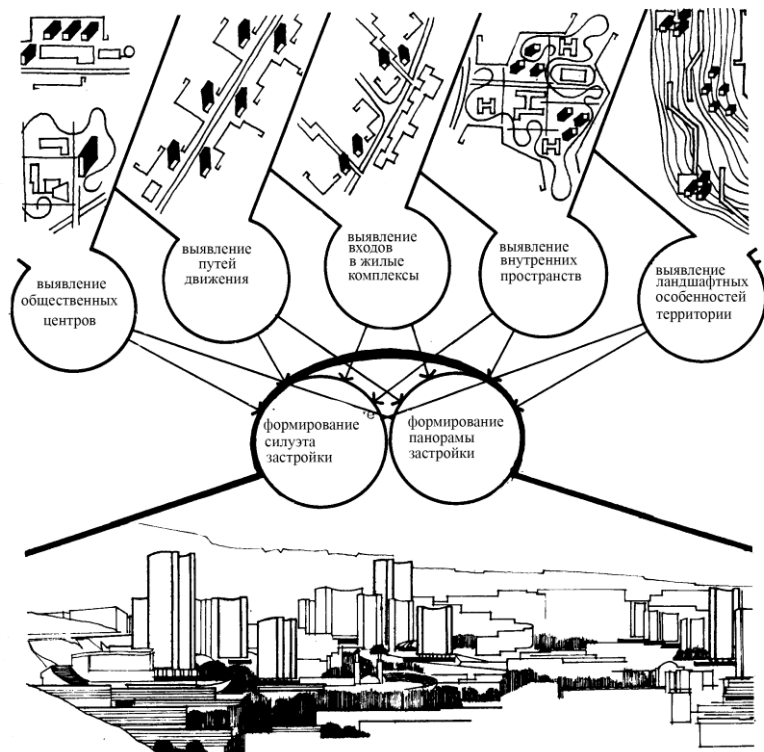 выявление
общественных
центров
выявление
путей
движения
выявление
входов
в жилые
комплексы
выявление
внутренних
пространств
выявление
ландшафтных
особенностей
территории
формирование
силуэта
застройки
формирование
панорамы
застройки